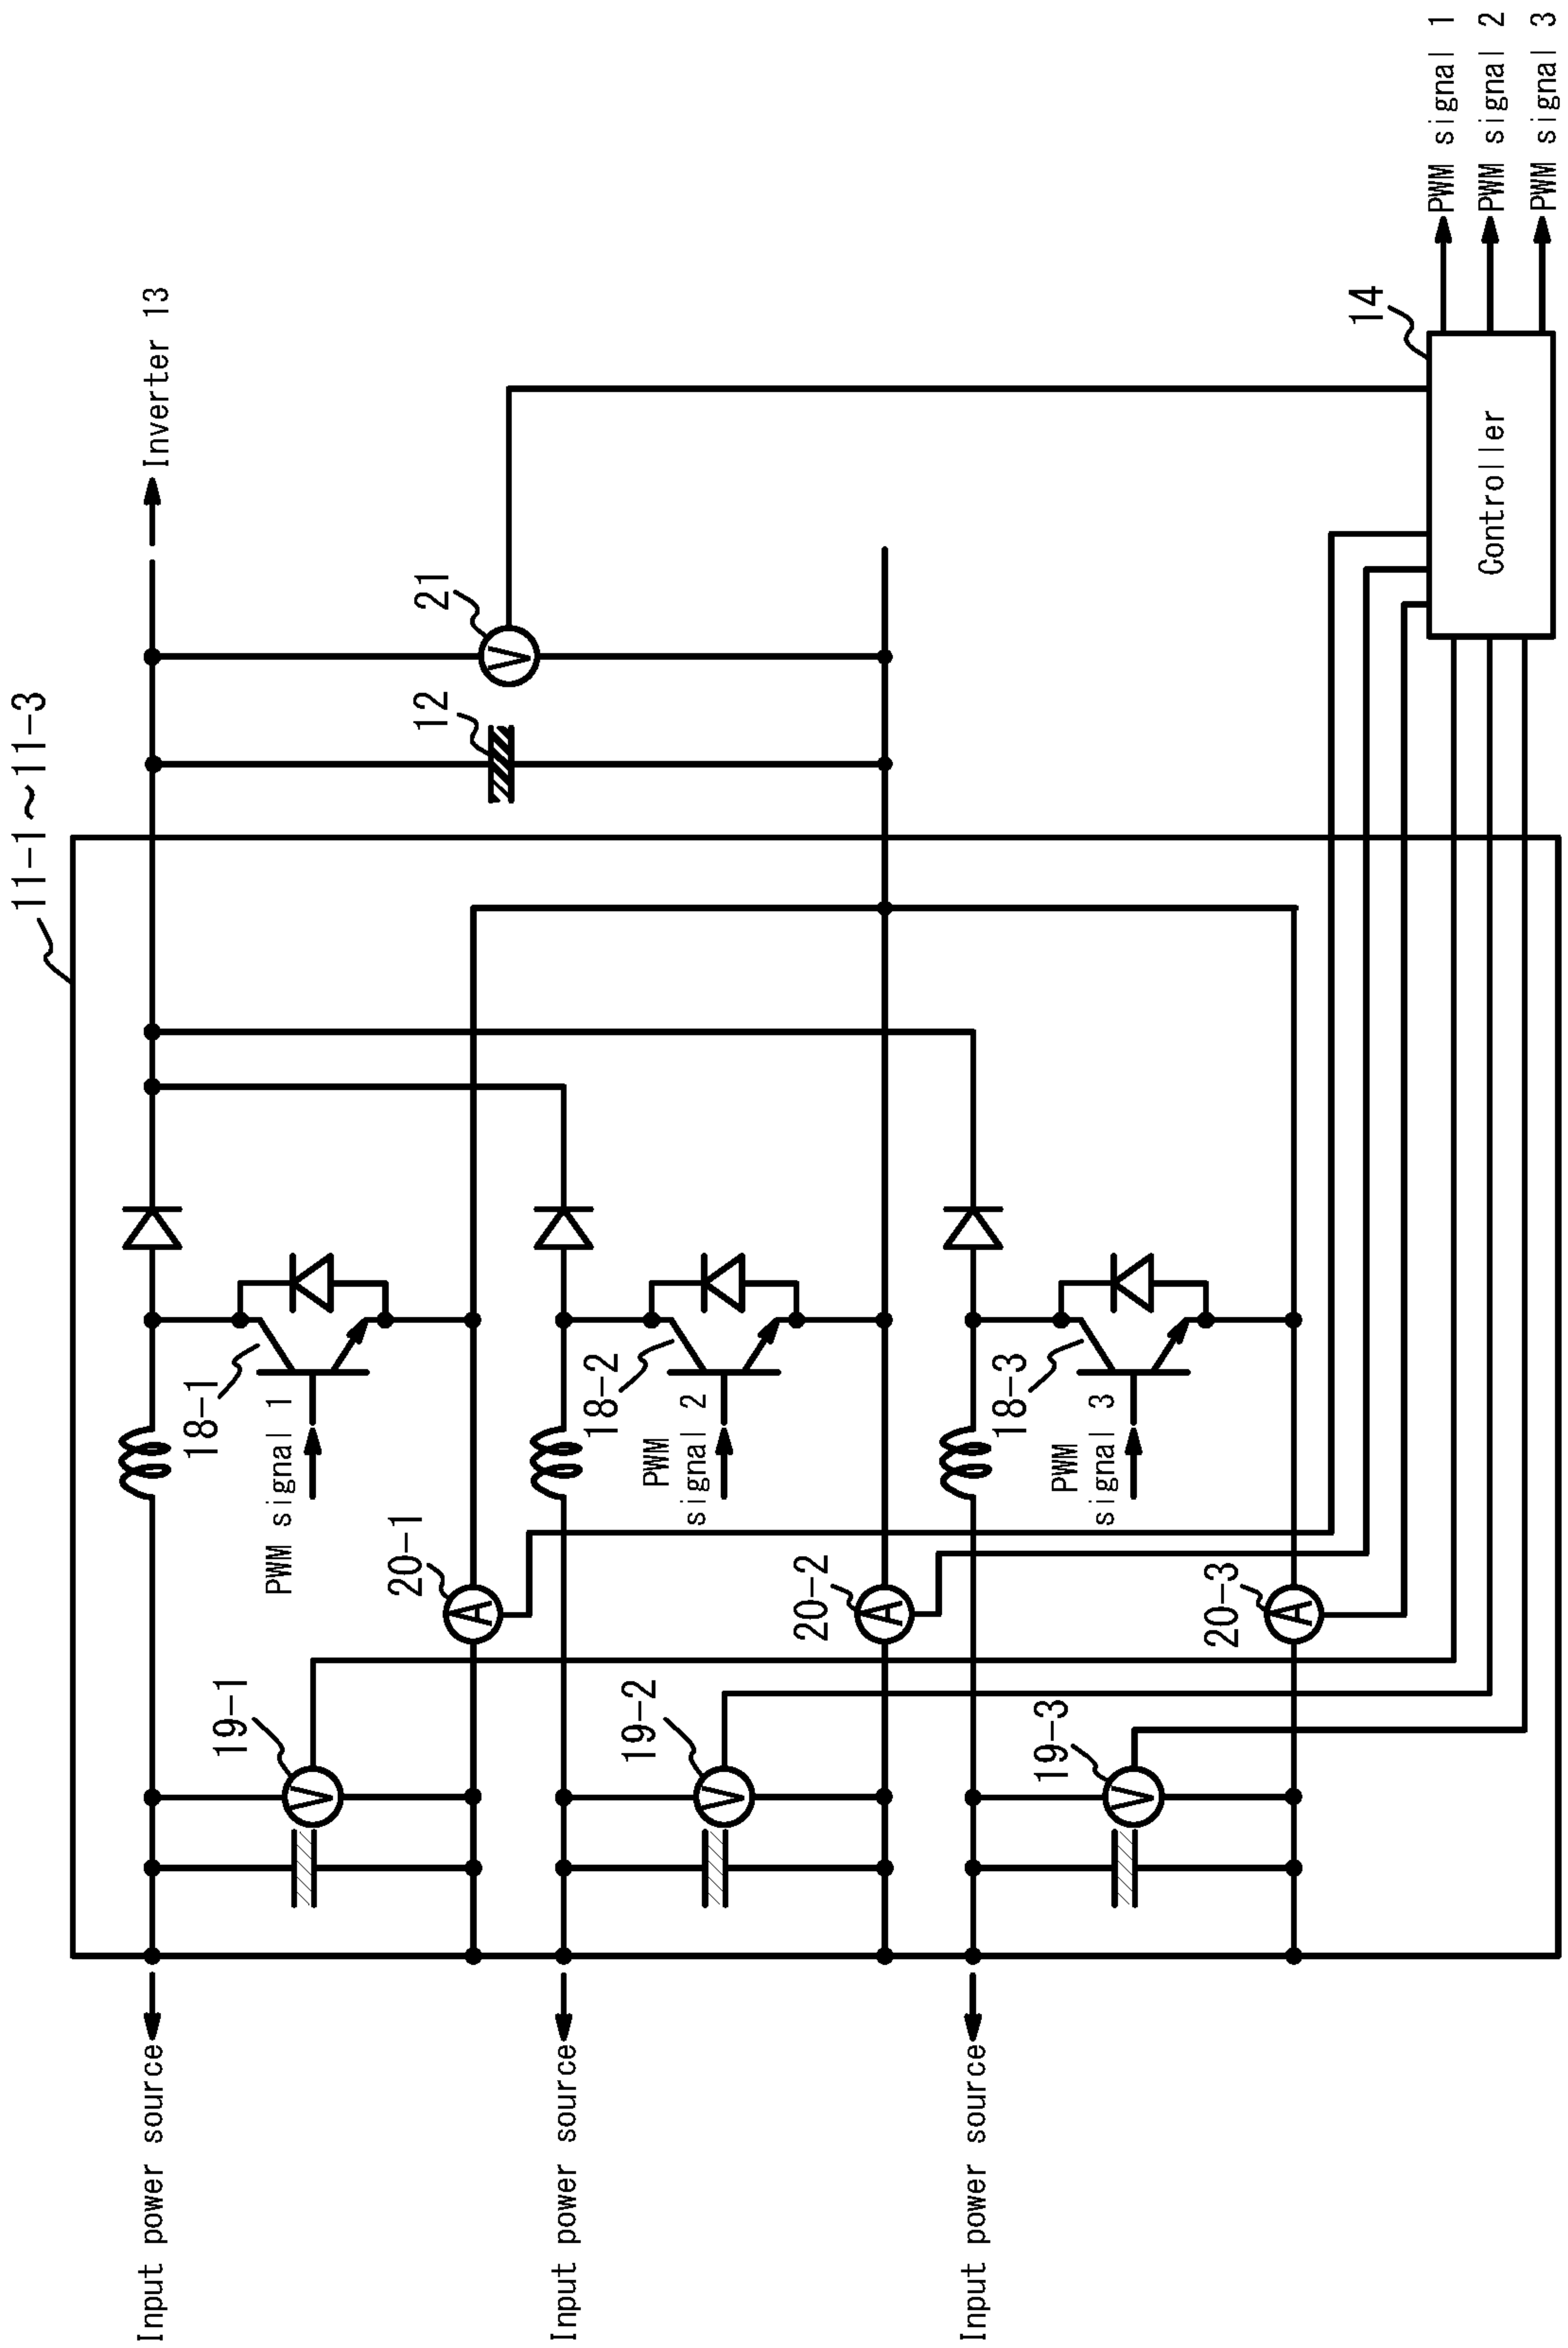 11-1~11-3
Inverter 13
Input power source
18-1
PWM signal 1
19-1
20-1
12
21
Input power source
18-2
PWM
signal 2
19-2
20-2
Input power source
18-3
PWM
signal 3
19-3
20-3
14
Controller
PWM signal 1
PWM signal 2
PWM signal 3
V
V
V
V
A
A
A